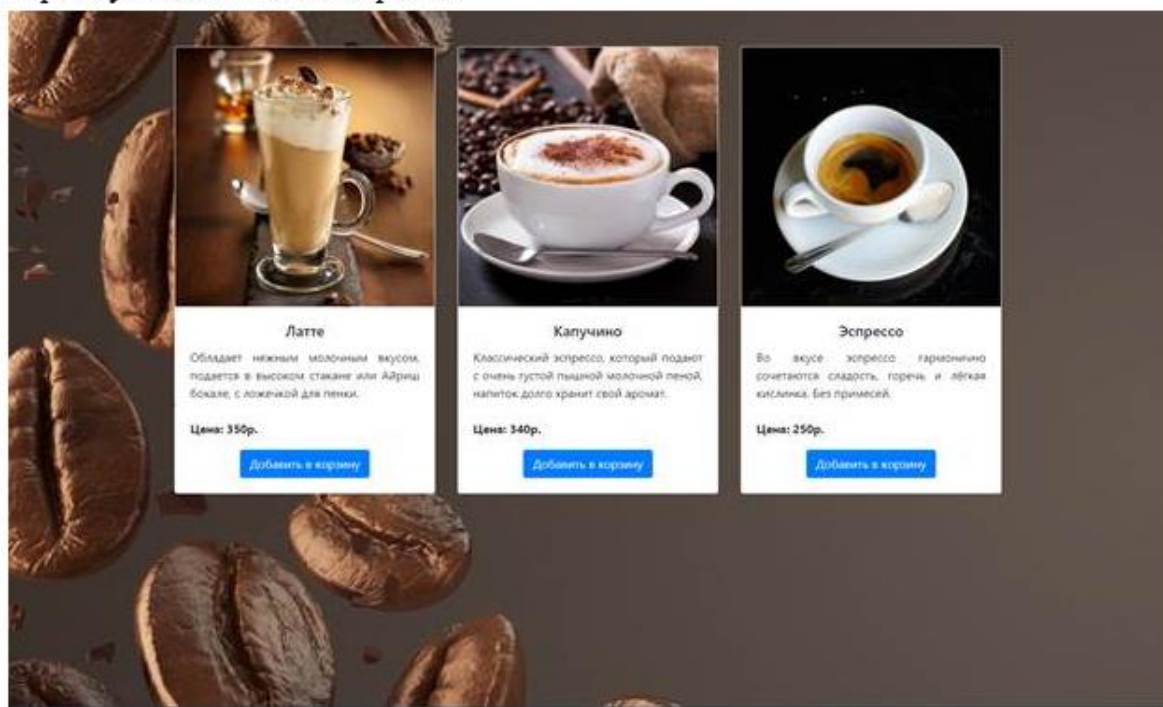 Латте
Обладает нежным молочным вкусом,
подается в высоком стакане или Айриш
бокале, с ложечкой для пенки.
Цена: 350р.
Добавить в корзину
Капучино
Классический эспрессо, который подают
с очень густой пышной молочной пеной,
напиток долго хранит свой аромат.
Цена: 340р.
Добавить в корзину
Эспрессо
Во вкусе эспрессо гармонично
сочетаются сладость, горечь и лёгкая
кислинка. Без примесей.
Цена: 250р.
Добавить в корзину